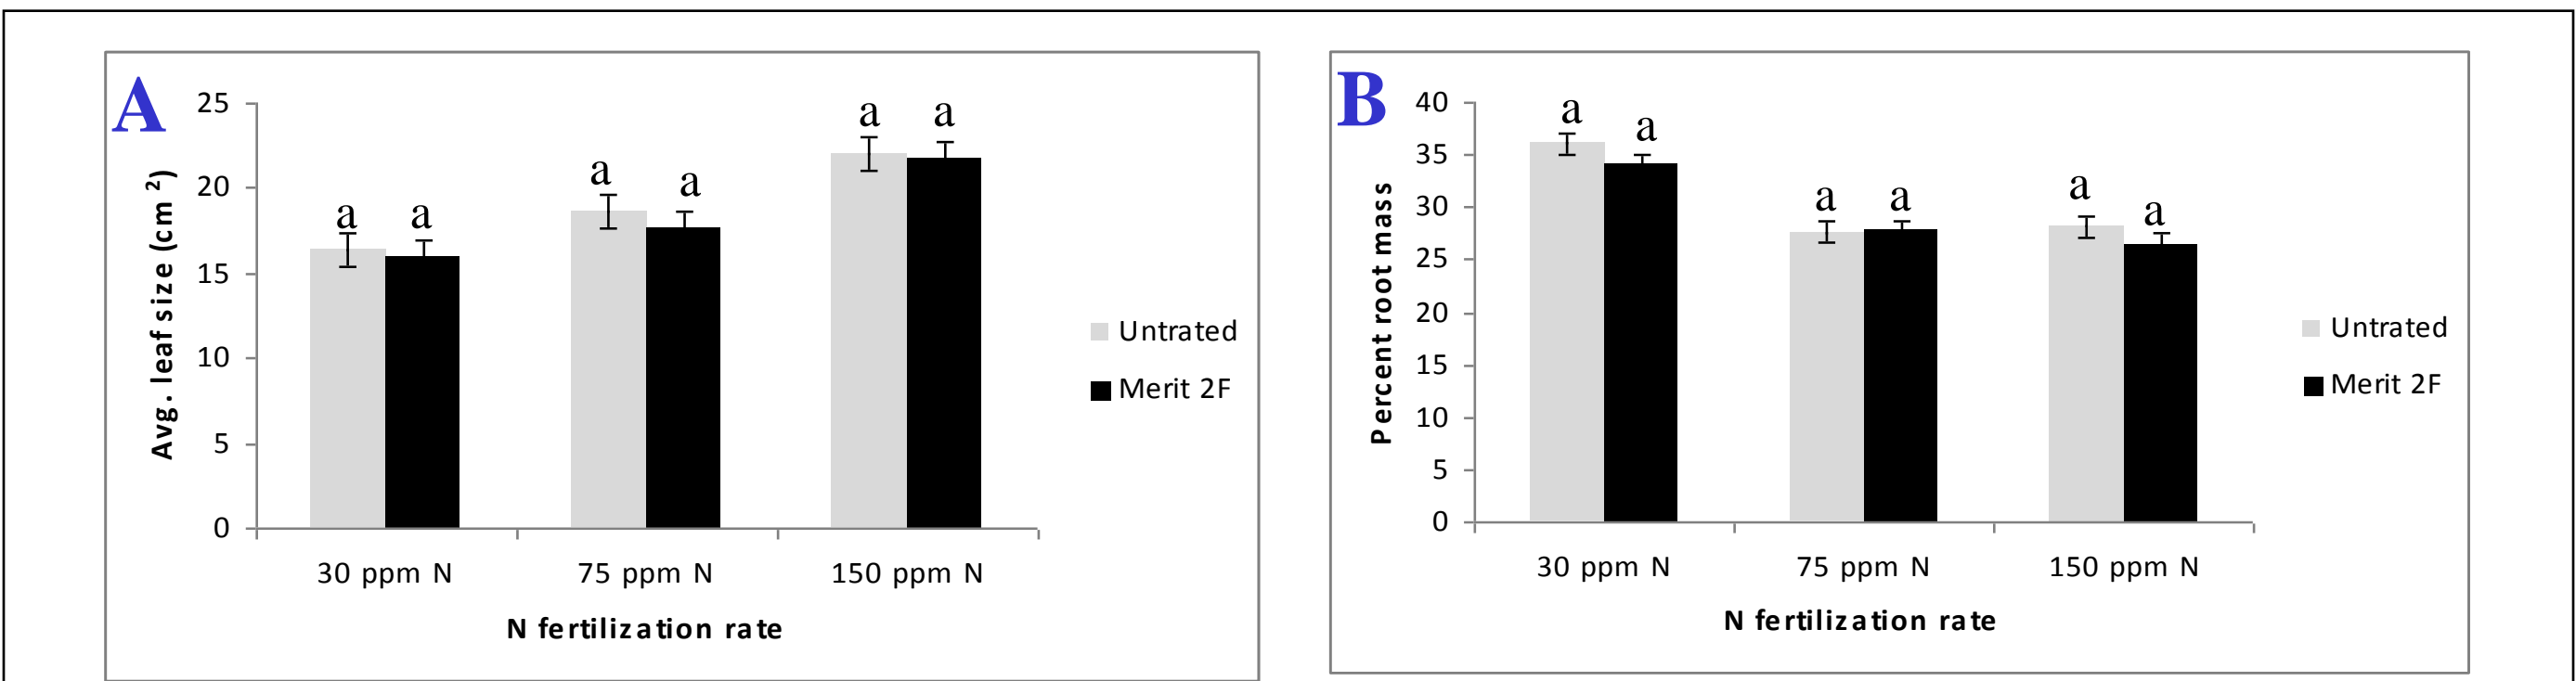 A
Avg. leaf size (cm 2)
25
20
15
10
5
0
a a a a a a
30 ppm N 75 ppm N 150 ppm N
N fertilization rate
Untrated
Merit 2F
B
Percent root mass
40
35
30
25
20
15
10
5
0
a a a a a a
30 ppm N 75 ppm N 150 ppm N
N fertilization rate
Untrated
Merit 2F